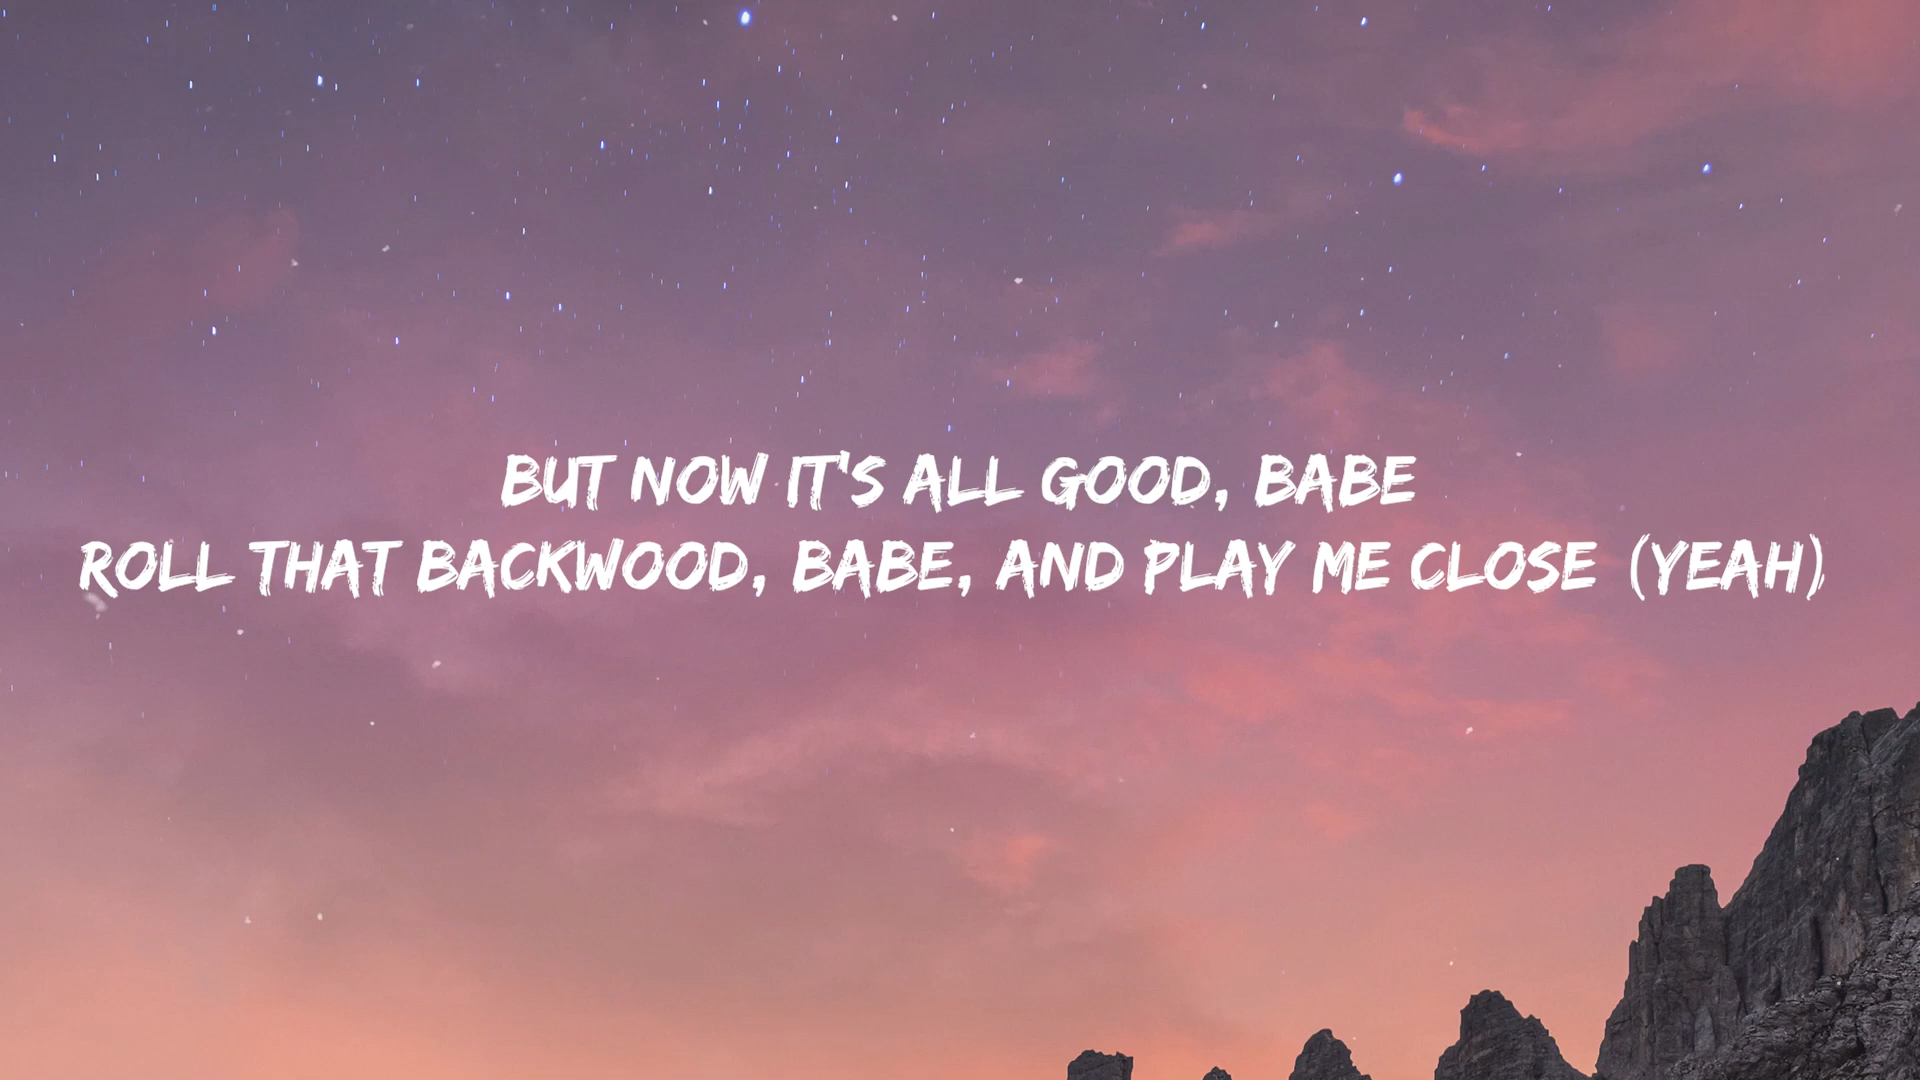 BUT NOW IT'S ALL GOOD, BABE
ROLL THAT BACKWOOD, BABE, AND PLAY ME CLOSE (YEAH)